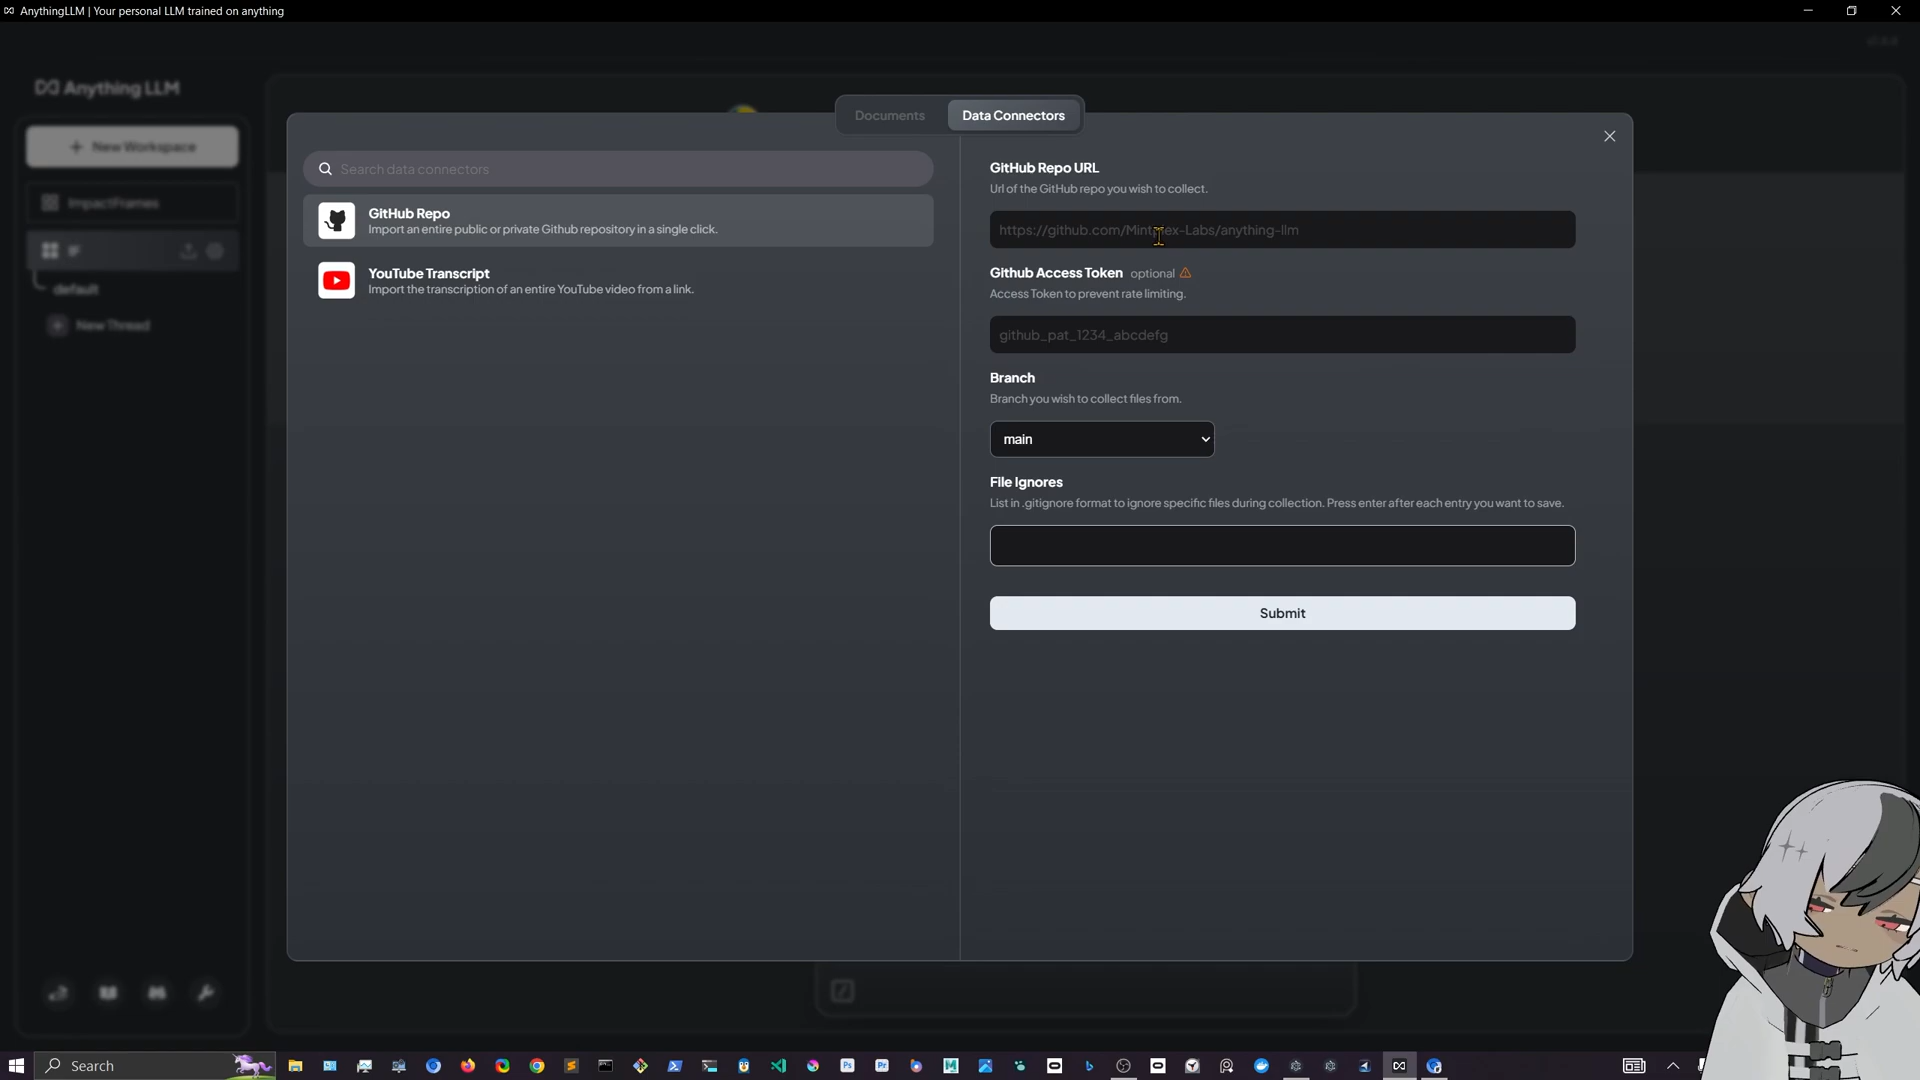 AnythingLLM | Your personal LLM trained on anything
Anything LLM
Documents
Data Connectors
New Workspace
Search data connectors
GitHub Repo URL
Url of the GitHub repo you wish to collect.
ImpactFrames
GitHub Repo
Import an entire public or private Github repository in a single click.
https://github.com/Mintplex-Labs/anything-llm
IF
default
YouTube Transcript
Import the transcription of an entire YouTube video from a link.
Github Access Token optional
Access Token to prevent rate limiting.
New Thread
github_pat_1234_abcdefg
Branch
Branch you wish to collect files from.
main
File Ignores
List in .gitignore format to ignore specific files during collection. Press enter after each entry you want to save.
Submit
Search